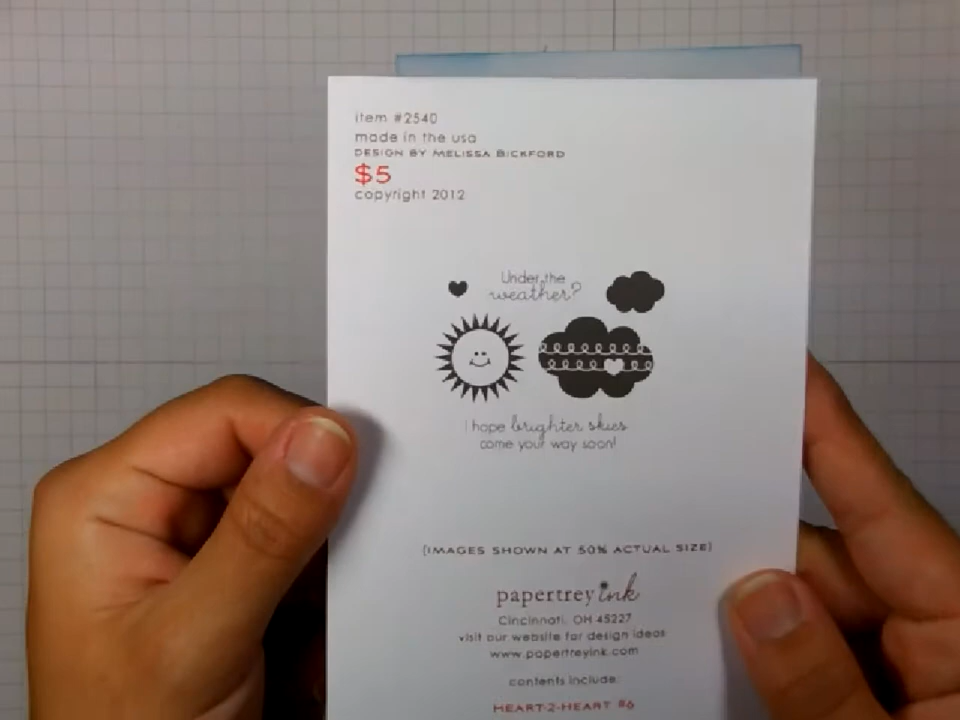 item #2540
made in the usa
DESIGN BY MELISSA BICKFORD
$5
copyright 2012
Under the
weather?
I hope brighter skies
come your way soon!
[IMAGES SHOWN AT 50% ACTUAL SIZE]
papertrey ink
Cincinnati, OH 45227
visit our website for design ideas
www.papertreyink.com
contents include:
HEART-2-HEART #6